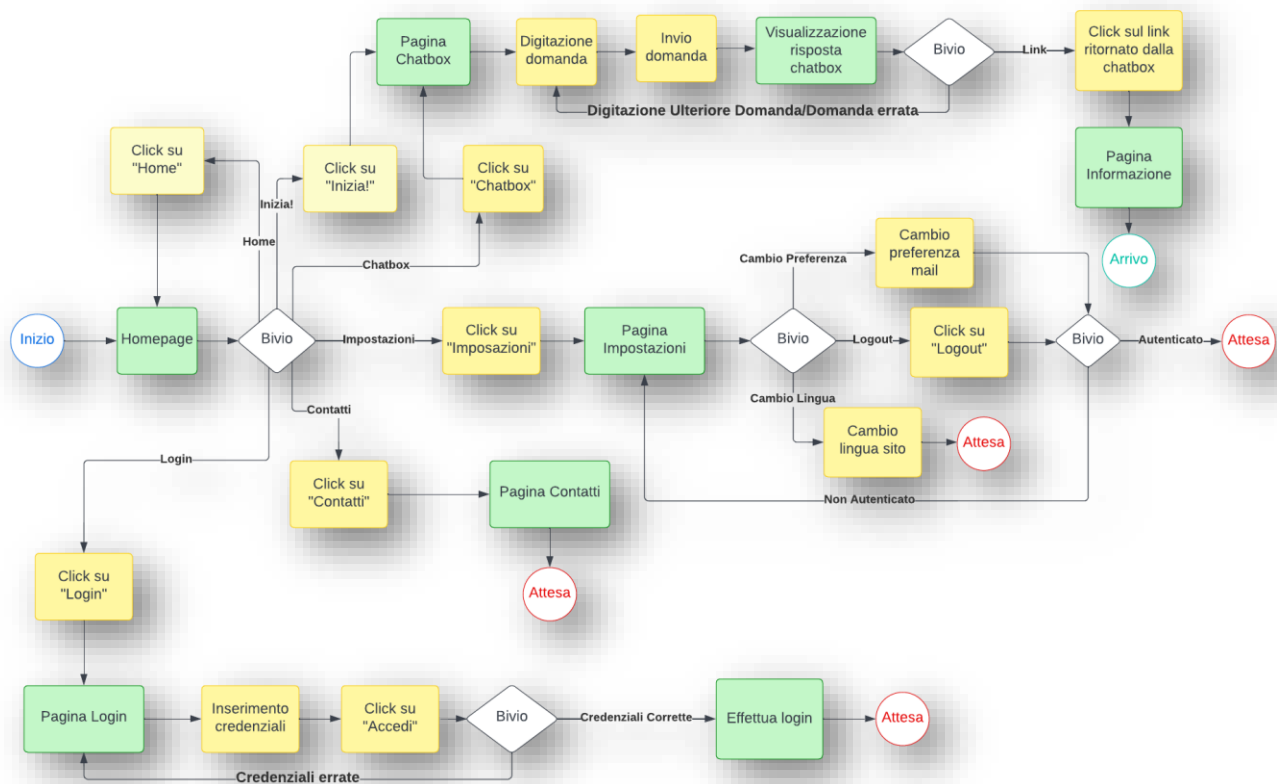 Pagina
Chatbox
Digitazione
domanda
Invio
domanda
Visualizzazione
risposta
chatbox
Bivio
Link
Click sul link
ritornato dalla
chatbox
Digitazione Ulteriore Domanda/Domanda errata
Click su
"Home"
Click su
"Inizia!"
Click su
"Chatbox"
Pagina
Informazione
Inizia!
Home
Chatbox
Cambio Preferenza
Cambio
preferenza
mail
Arrivo
Inizio
Homepage
Bivio
Impostazioni
Click su
"Imposazioni"
Pagina
Impostazioni
Bivio
Logout
Click su
"Logout"
Bivio
Autenticato
Attesa
Contatti
Cambio Lingua
Cambio
lingua sito
Attesa
Login
Click su
"Contatti"
Pagina Contatti
Non Autenticato
Click su
"Login"
Attesa
Pagina Login
Inserimento
credenziali
Click su
"Accedi"
Bivio
Credenziali Corrette
Effettua login
Attesa
Credenziali errate